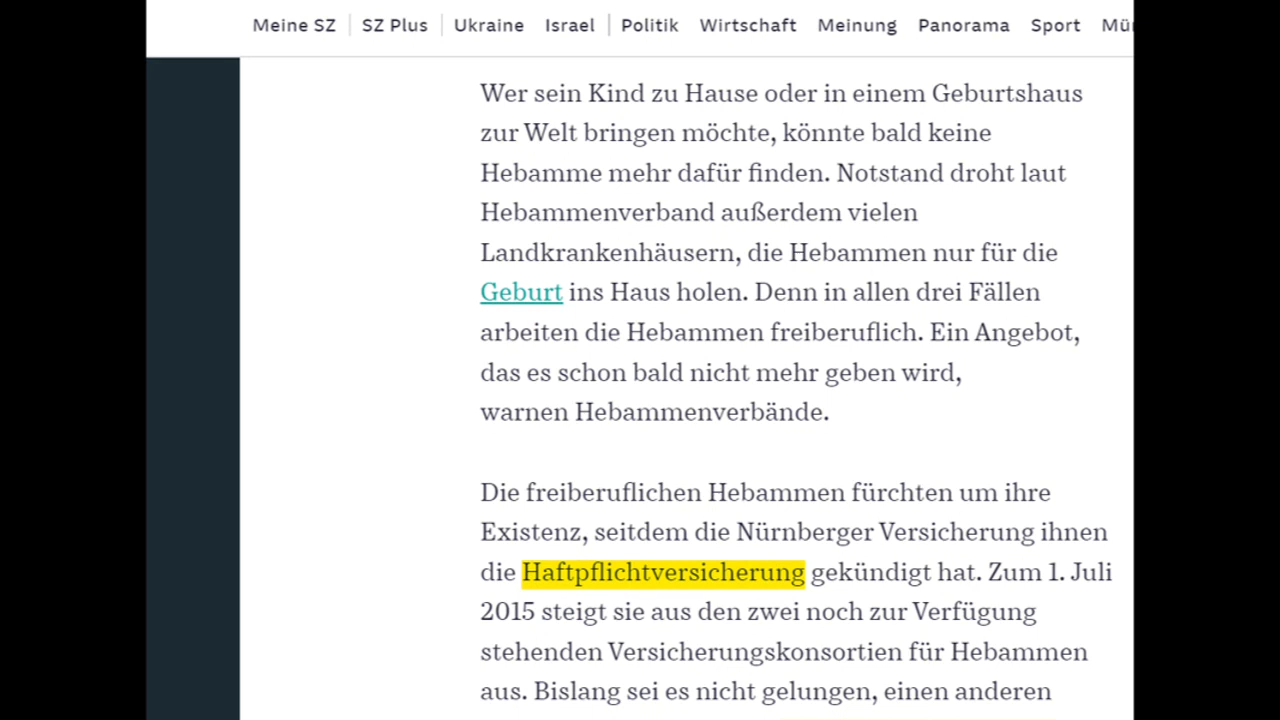 Meine SZ SZ Plus Ukraine Israel Politik Wirtschaft Meinung Panorama Sport
Wer sein Kind zu Hause oder in einem Geburtshaus
zur Welt bringen möchte, könnte bald keine
Hebamme mehr dafür finden. Notstand droht laut
Hebammenverband außerdem vielen
Landkrankenhäusern, die Hebammen nur für die
Geburt ins Haus holen. Denn in allen drei Fällen
arbeiten die Hebammen freiberuflich. Ein Angebot,
das es schon bald nicht mehr geben wird,
warnen Hebammenverbände.
Die freiberuflichen Hebammen fürchten um ihre
Existenz, seitdem die Nürnberger Versicherung ihnen
die Haftpflichtversicherung gekündigt hat. Zum 1. Juli
2015 steigt sie aus den zwei noch zur Verfügung
stehenden Versicherungskonsortien für Hebammen
aus. Bislang sei es nicht gelungen, einen anderen